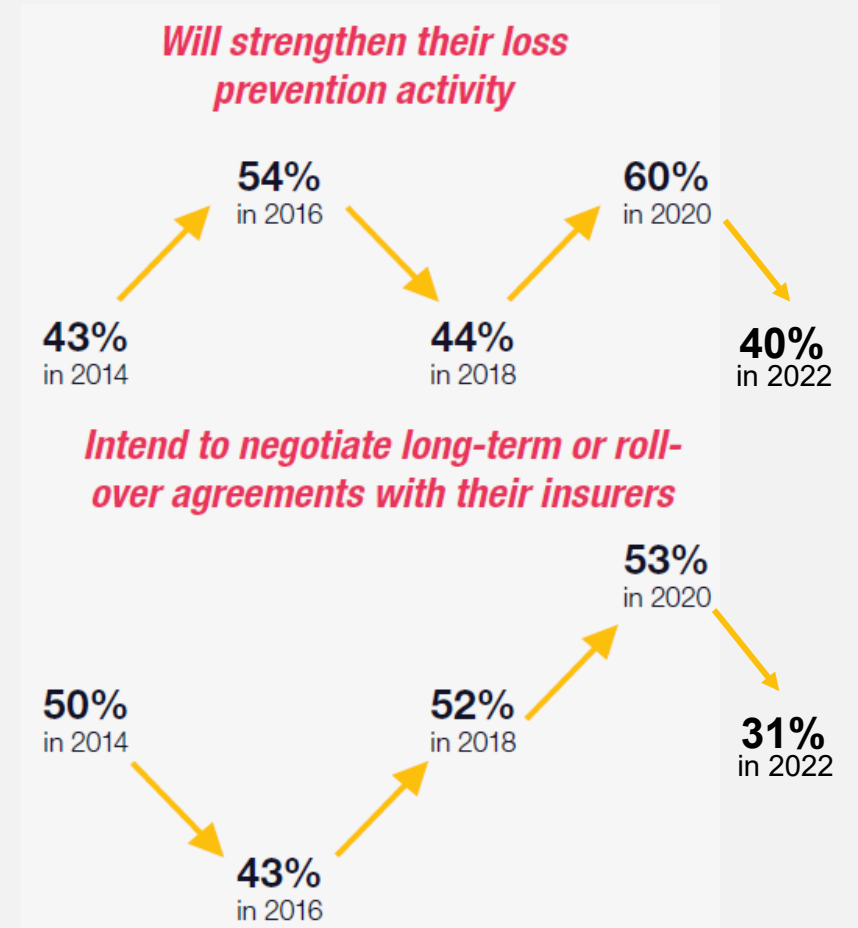 Will strengthen their loss
prevention activity
54%
in 2016
60%
in 2020
43%
in 2014
44%
in 2018
40%
in 2022
Intend to negotiate long-term or roll-
over agreements with their insurers
53%
in 2020
50%
in 2014
52%
in 2018
31%
in 2022
43%
in 2016